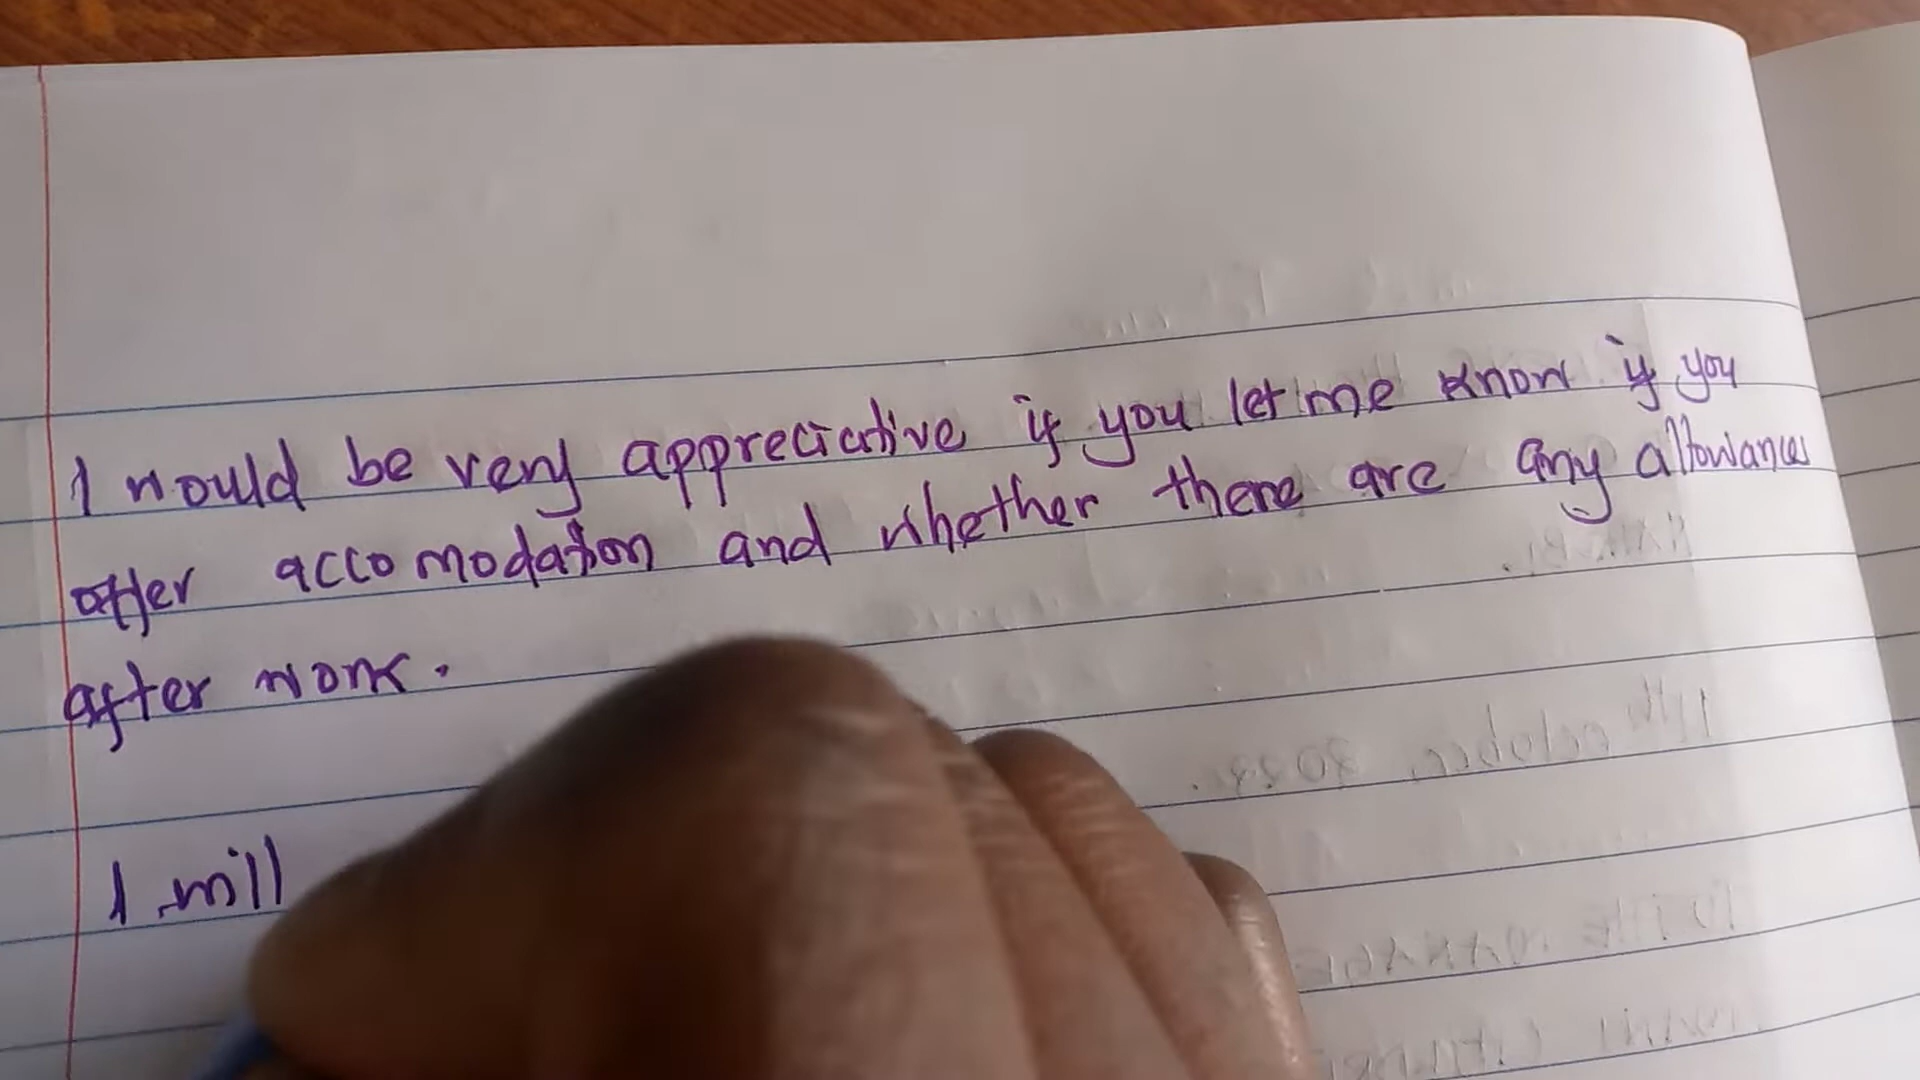 I would be very appreciative if you let me know if you
offer accomodation and whether there are any allowances
after work.
I will